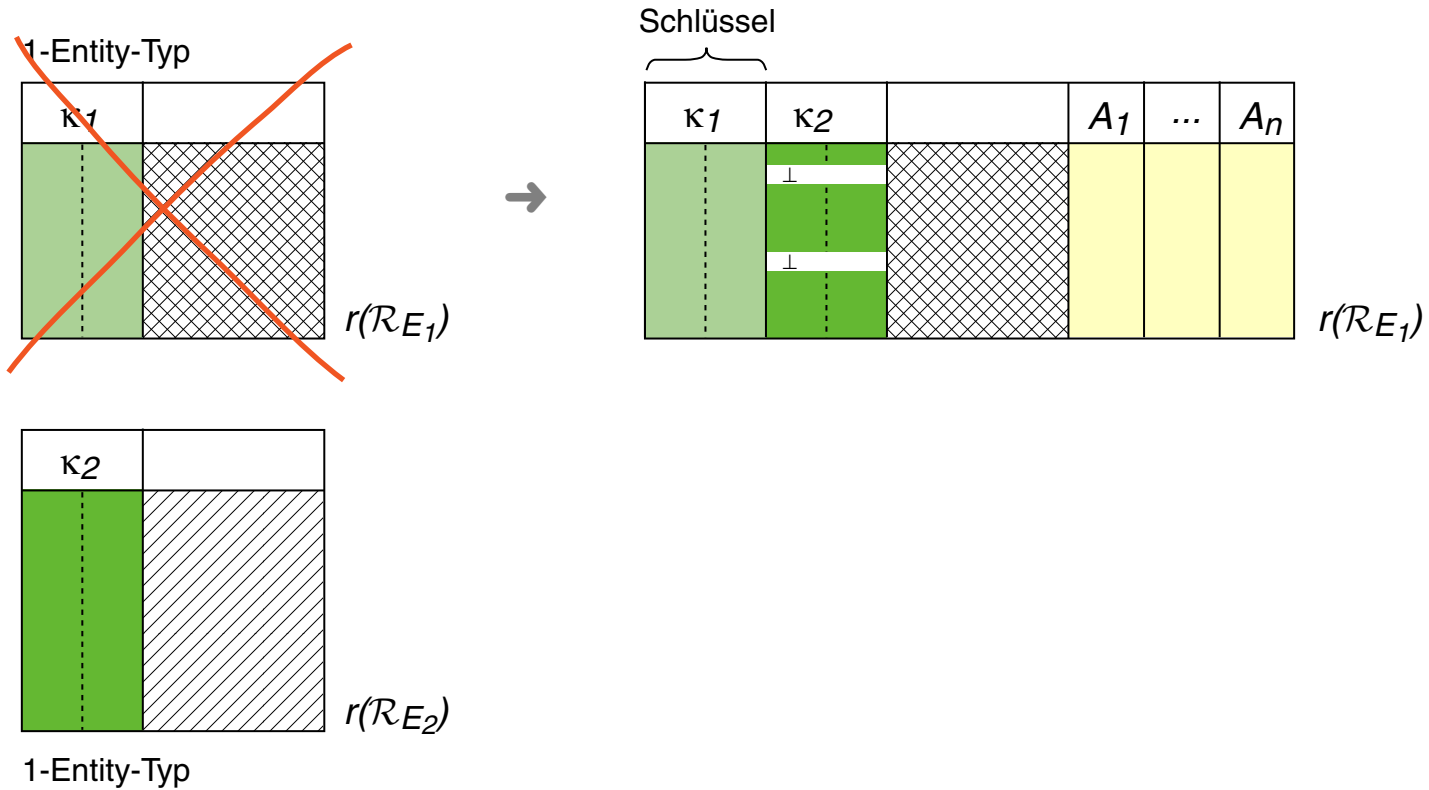 1-Entity-Typ
κ1
r(ℛE1)
➜
Schlüssel
κ1 κ2 A1 ... An
⊥
⊥
r(ℛE1)
κ2
r(ℛE2)
1-Entity-Typ